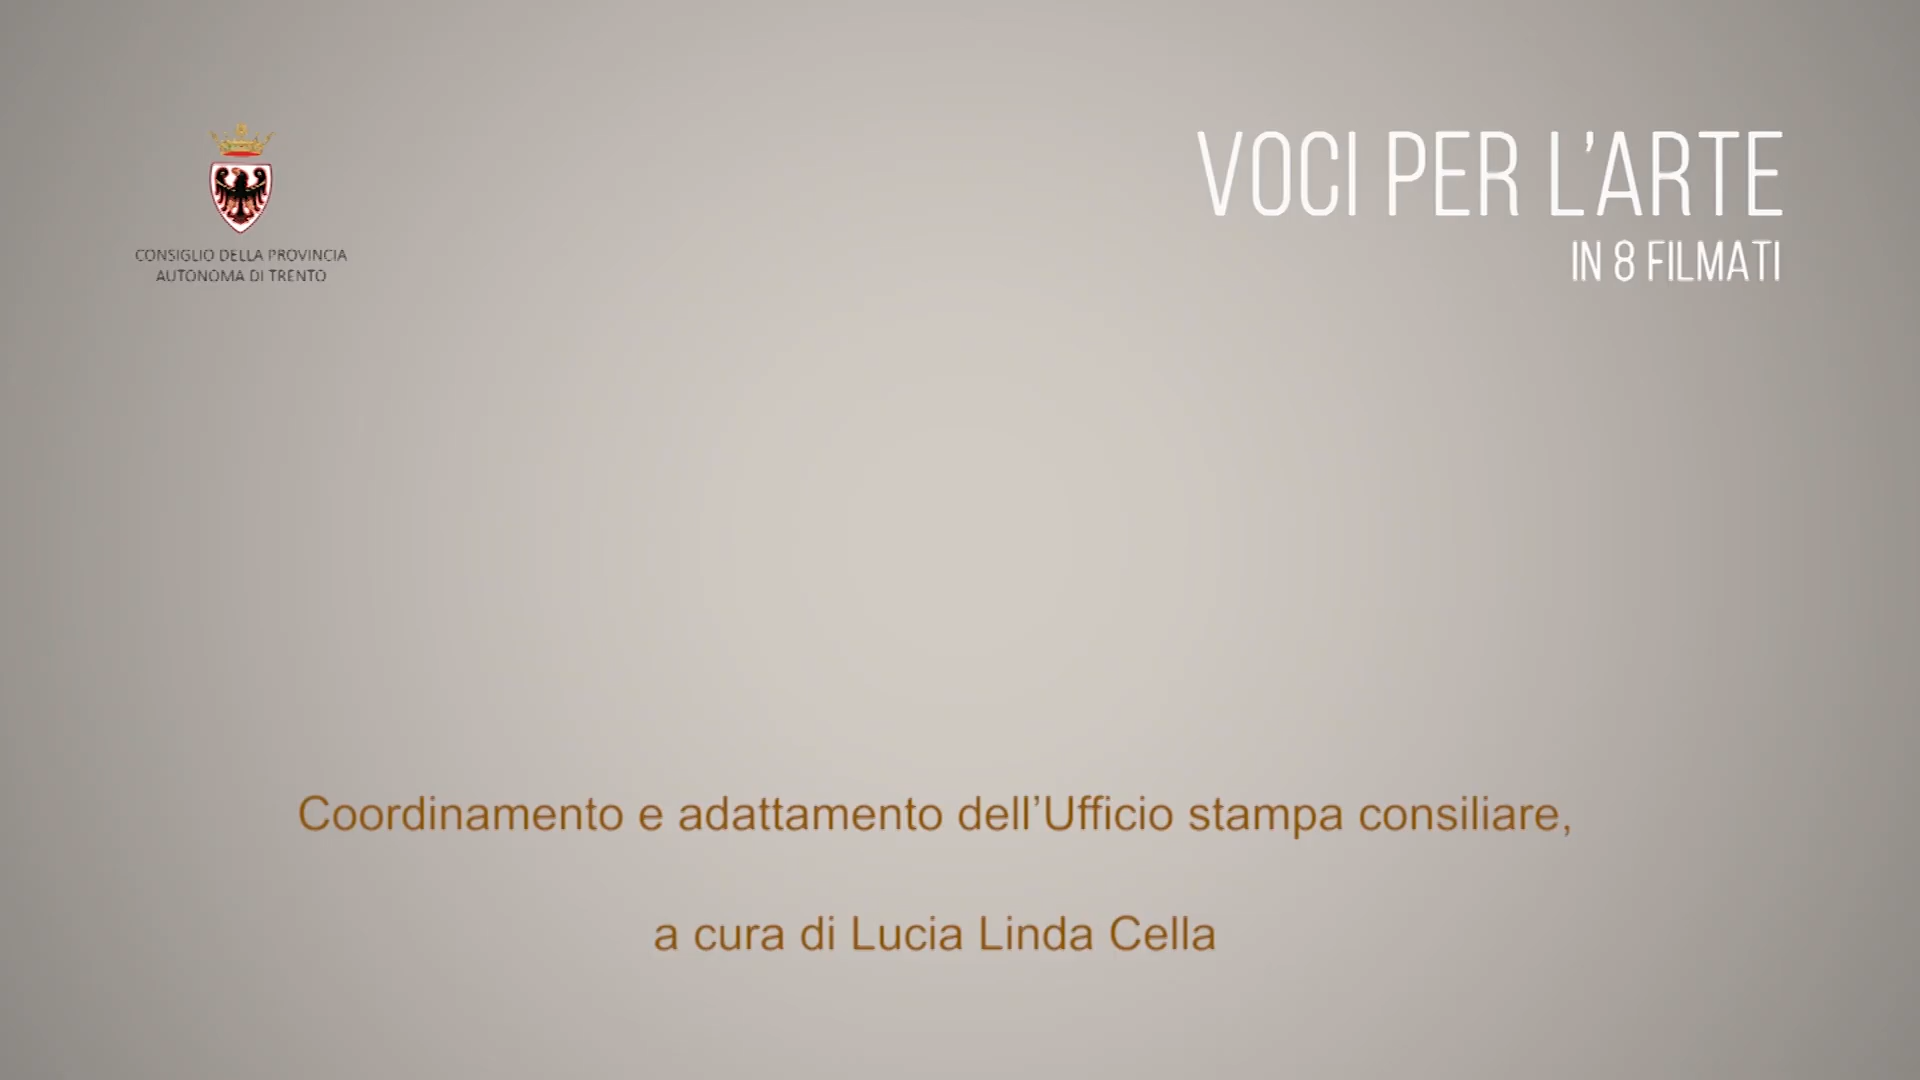 CONSIGLIO DELLA PROVINCIA
AUTONOMA DI TRENTO
VOCI PER L'ARTE
IN 8 FILMATI
Coordinamento e adattamento dell’Ufficio stampa consiliare,
a cura di Lucia Linda Cella